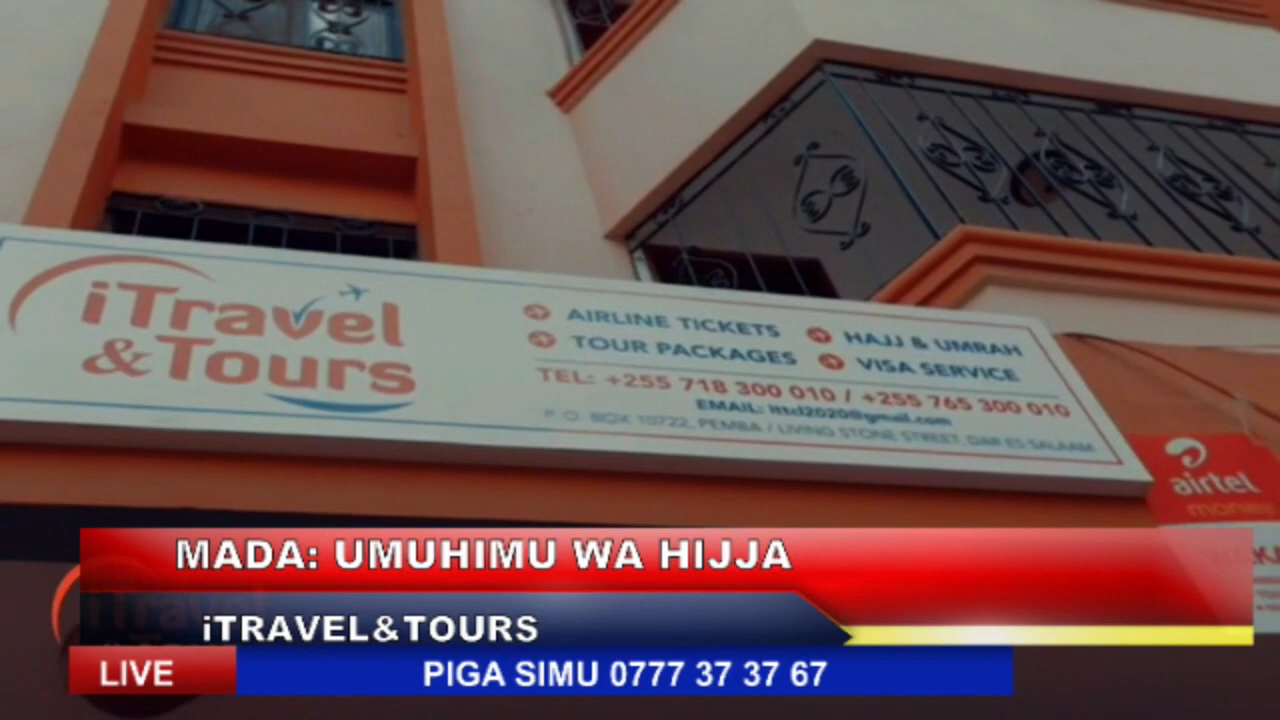 iTravel
&Tours
AIRLINE TICKETS
HAJJ & UMRAH
TOUR PACKAGES
VISA SERVICE
TEL: +255 718 300 010 / +255 765 300 010
EMAIL: ittcl2020@gmail.com
P. O. BOX 10722, PEMBA / LIVING STONE STREET, DAR ES SALAAM
airtel
money
MADA: UMUHIMU WA HIJJA
iTRAVEL&TOURS
LIVE
PIGA SIMU 0777 37 37 67